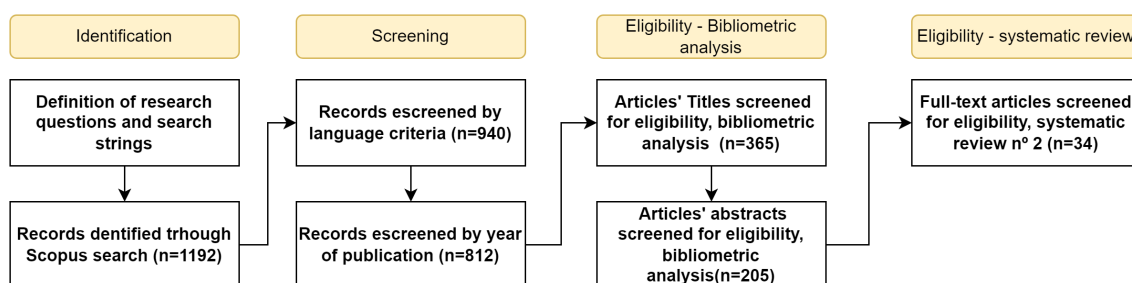 Identification
Definition of research
questions and search
strings
Records dentified trhough
Scopus search (n=1192)
Screening
Records escreened by
language criteria (n=940)
Records escreened by year
of publication (n=812)
Eligibility - Bibliometric
analysis
Articles' Titles screened
for eligibility, bibliometric
analysis (n=365)
Articles' abstracts
screened for eligibility,
bibliometric
analysis(n=205)
Eligibility - systematic review
Full-text articles screened
for eligibility, systematic
review nº 2 (n=34)